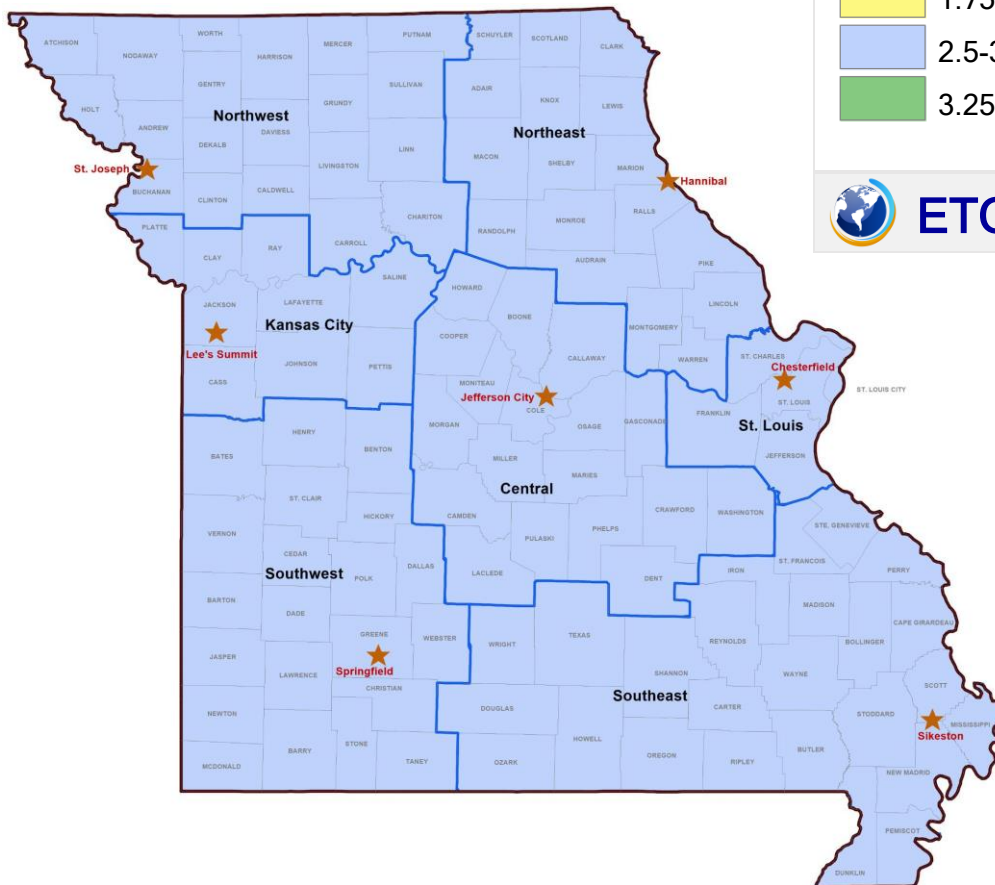 1.75
2.5-3
3.25
ETC
ATCHISON
NODAWAY
WORTH
HARRISON
MERCER
PUTNAM
SCHUYLER
SCOTLAND
CLARK
HOLT
GENTRY
GRUNDY
SULLIVAN
ADAIR
KNOX
LEWIS
ANDREW
DEKALB
Northwest
DAVIESS
LINN
MACON
Northeast
SHELBY
MARION
St. Joseph
BUCHANAN
CLINTON
CALDWELL
LIVINGSTON
CHARITON
Hannibal
PLATTE
CLAY
RAY
CARROLL
RANDOLPH
MONROE
RALLS
AUDRAIN
PIKE
JACKSON
LAFAYETTE
SALINE
HOWARD
BOONE
LINCOLN
Kansas City
COOPER
CALLAWAY
MONTGOMERY
WARREN
ST. CHARLES
Lee's Summit
CASS
JOHNSON
PETTIS
MONITEAU
Jefferson City
COLE
Chesterfield
ST. LOUIS
ST. LOUIS CITY
MORGAN
OSAGE
GASCONADE
FRANKLIN
St. Louis
JEFFERSON
BATES
HENRY
BENTON
MILLER
MARIES
Central
ST. CLAIR
HICKORY
CAMDEN
PULASKI
PHELPS
CRAWFORD
WASHINGTON
STE. GENEVIEVE
VERNON
CEDAR
Southwest
POLK
DALLAS
LACLEDE
DENT
IRON
ST. FRANCOIS
PERRY
BARTON
DADE
GREENE
WEBSTER
WRIGHT
TEXAS
REYNOLDS
MADISON
BOLLINGER
CAPE GIRARDEAU
JASPER
LAWRENCE
Springfield
CHRISTIAN
SHANNON
WAYNE
SCOTT
NEWTON
DOUGLAS
Southeast
CARTER
STODDARD
MISSISSIPPI
Sikeston
MCDONALD
BARRY
ETONE
TANEY
OZARK
HOWELL
OREGON
RIPLEY
BUTLER
NEW MADRID
PEMISCOT
DUNKLIN